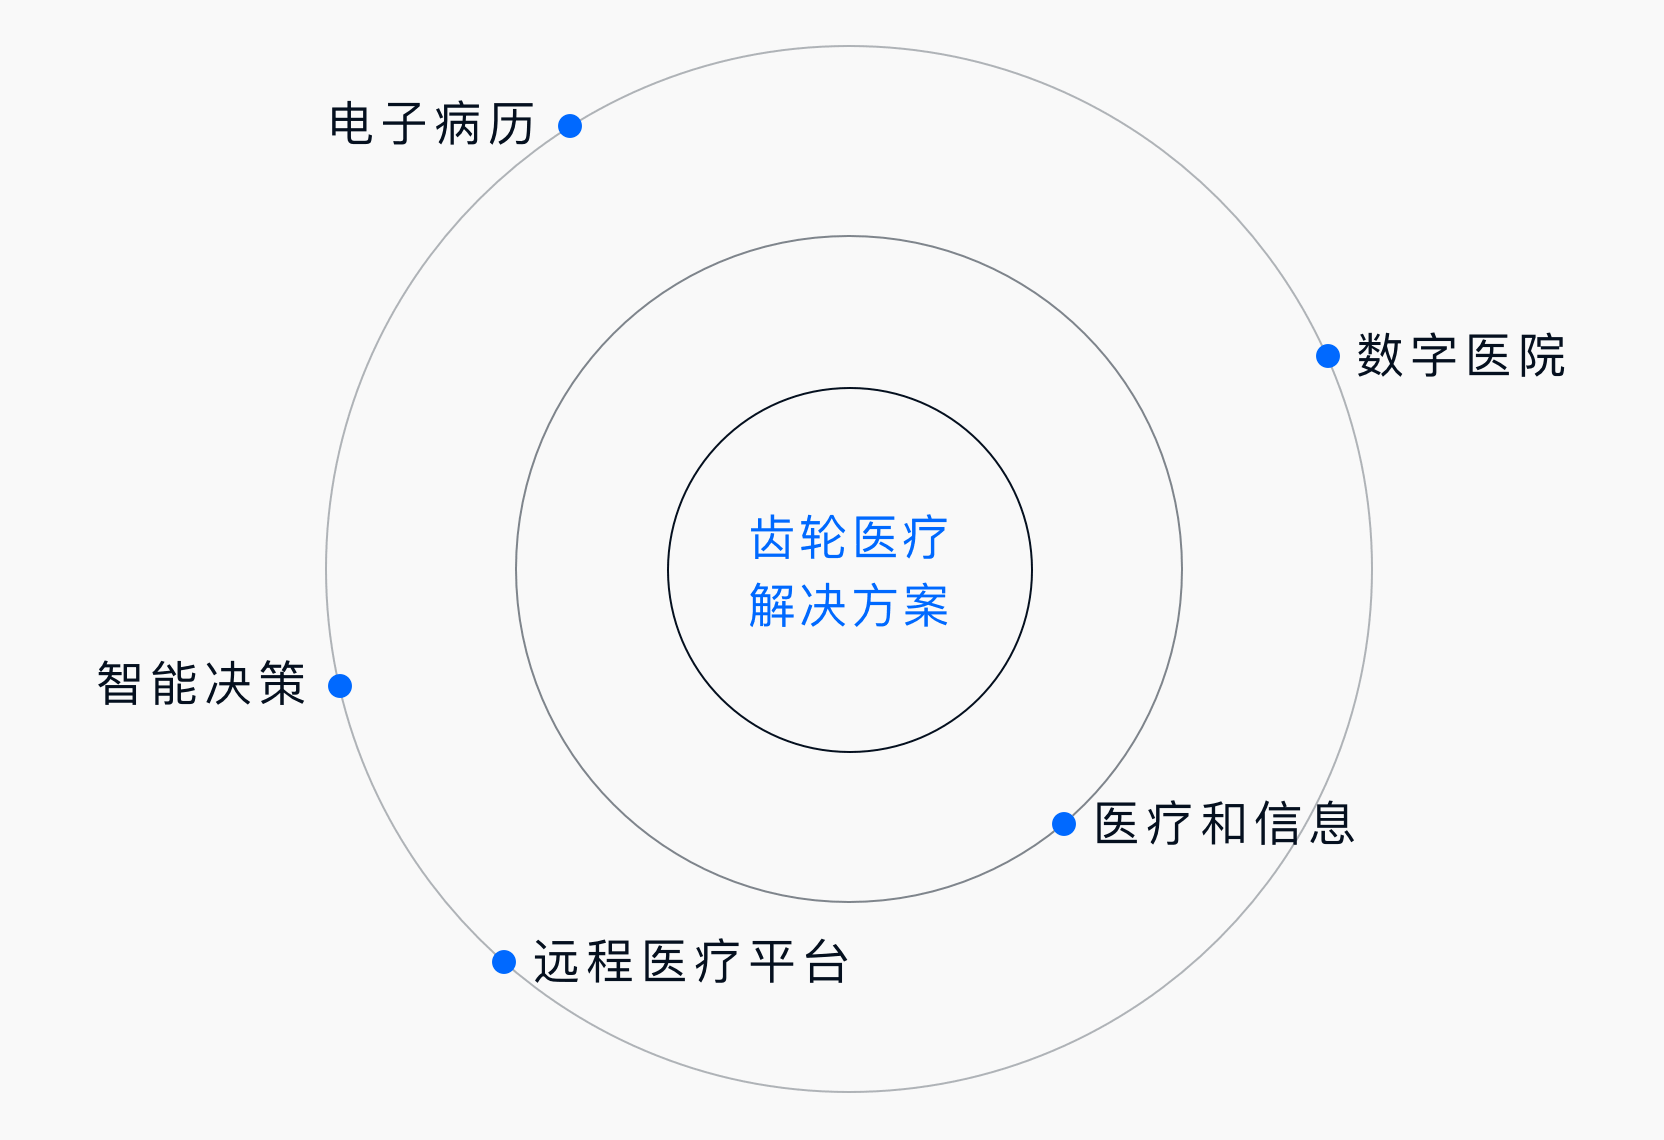 电子病历
数字医院
齿轮医疗
解决方案
智能决策
医疗和信息
远程医疗平台